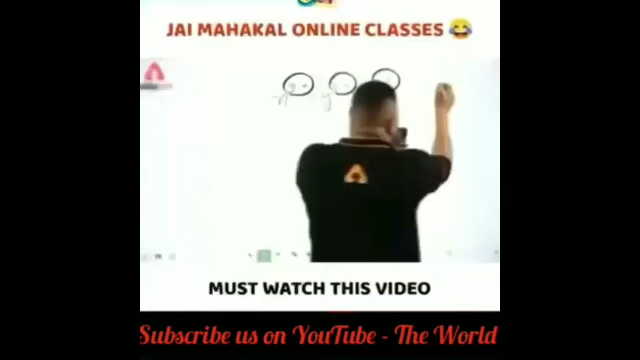 JAI MAHAKAL ONLINE CLASSES 😂
MUST WATCH THIS VIDEO
Subscribe us on YouTube - The World